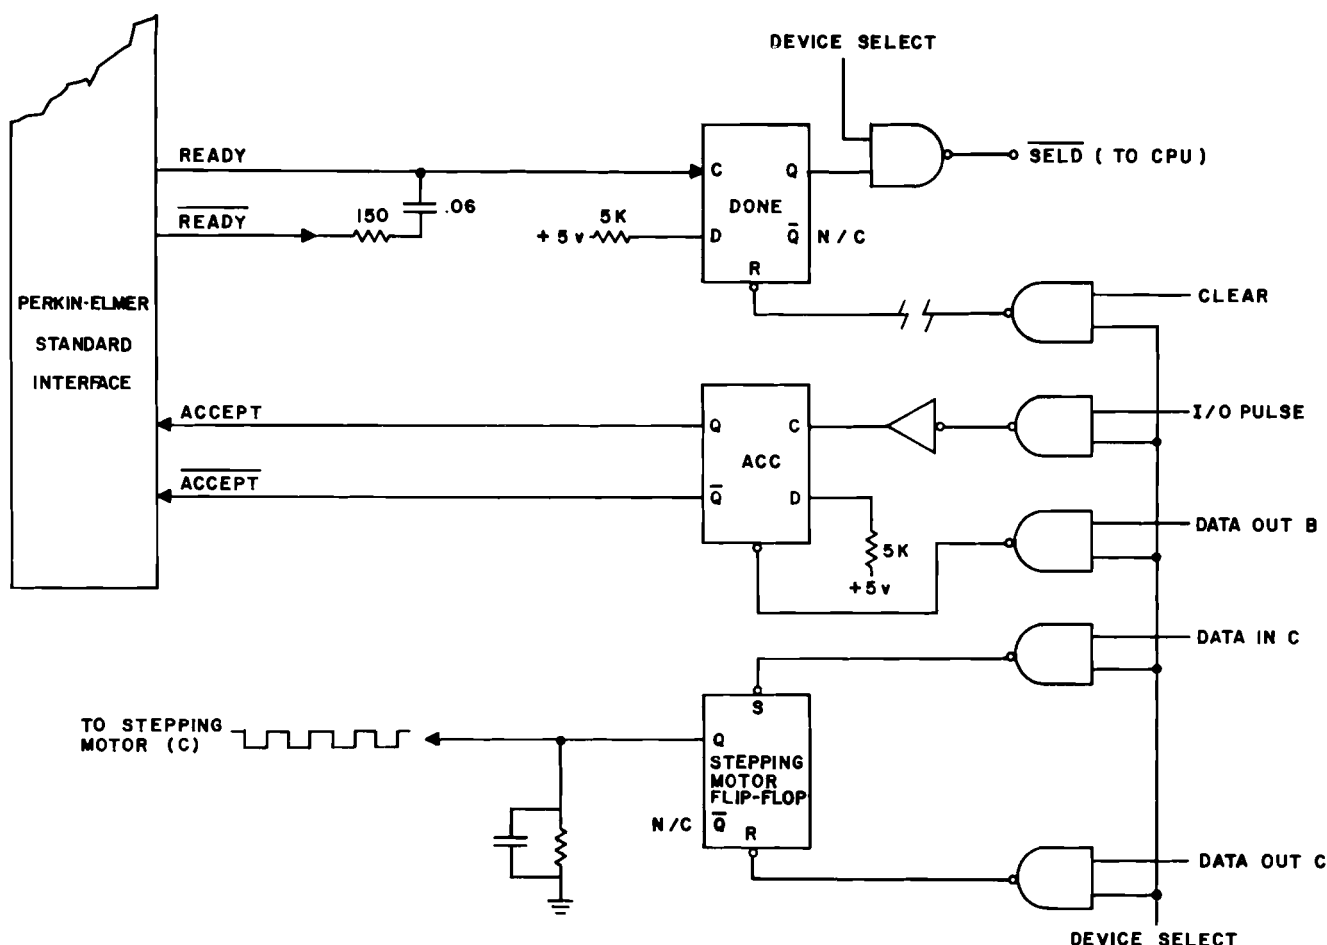 DEVICE SELECT
READY
C
Q
SELD ( TO CPU )
.06
DONE
READY
150
5K
+5v
D
Q
N/C
R
PERKIN-ELMER
STANDARD
INTERFACE
CLEAR
ACCEPT
Q
C
I/O PULSE
ACC
ACCEPT
Q
D
5K
+5v
DATA OUT B
DATA IN C
S
TO STEPPING
MOTOR (C)
Q
STEPPING
MOTOR
FLIP-FLOP
N/C
Q
R
DATA OUT C
DEVICE SELECT